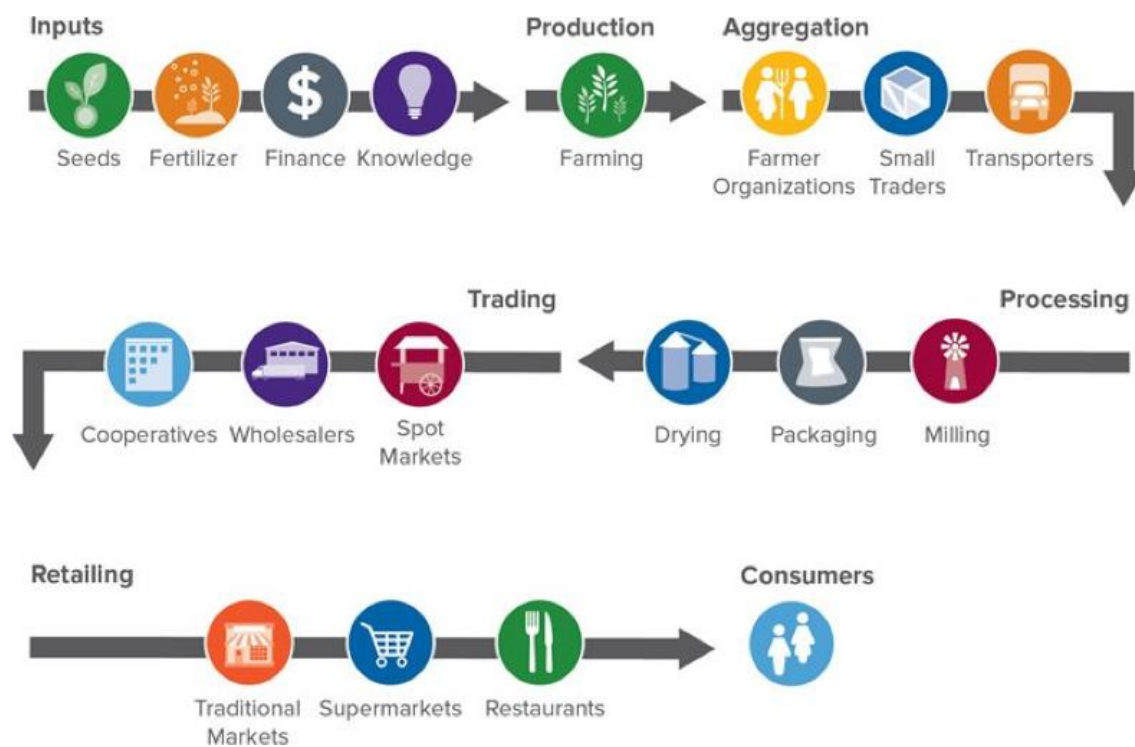 Inputs
Production
Aggregation
Seeds
Fertilizer
Finance
Knowledge
Farming
Farmer
Organizations
Small
Traders
Transporters
Trading
Processing
Cooperatives
Wholesalers
Spot
Markets
Drying
Packaging
Milling
Retailing
Consumers
Traditional
Markets
Supermarkets
Restaurants